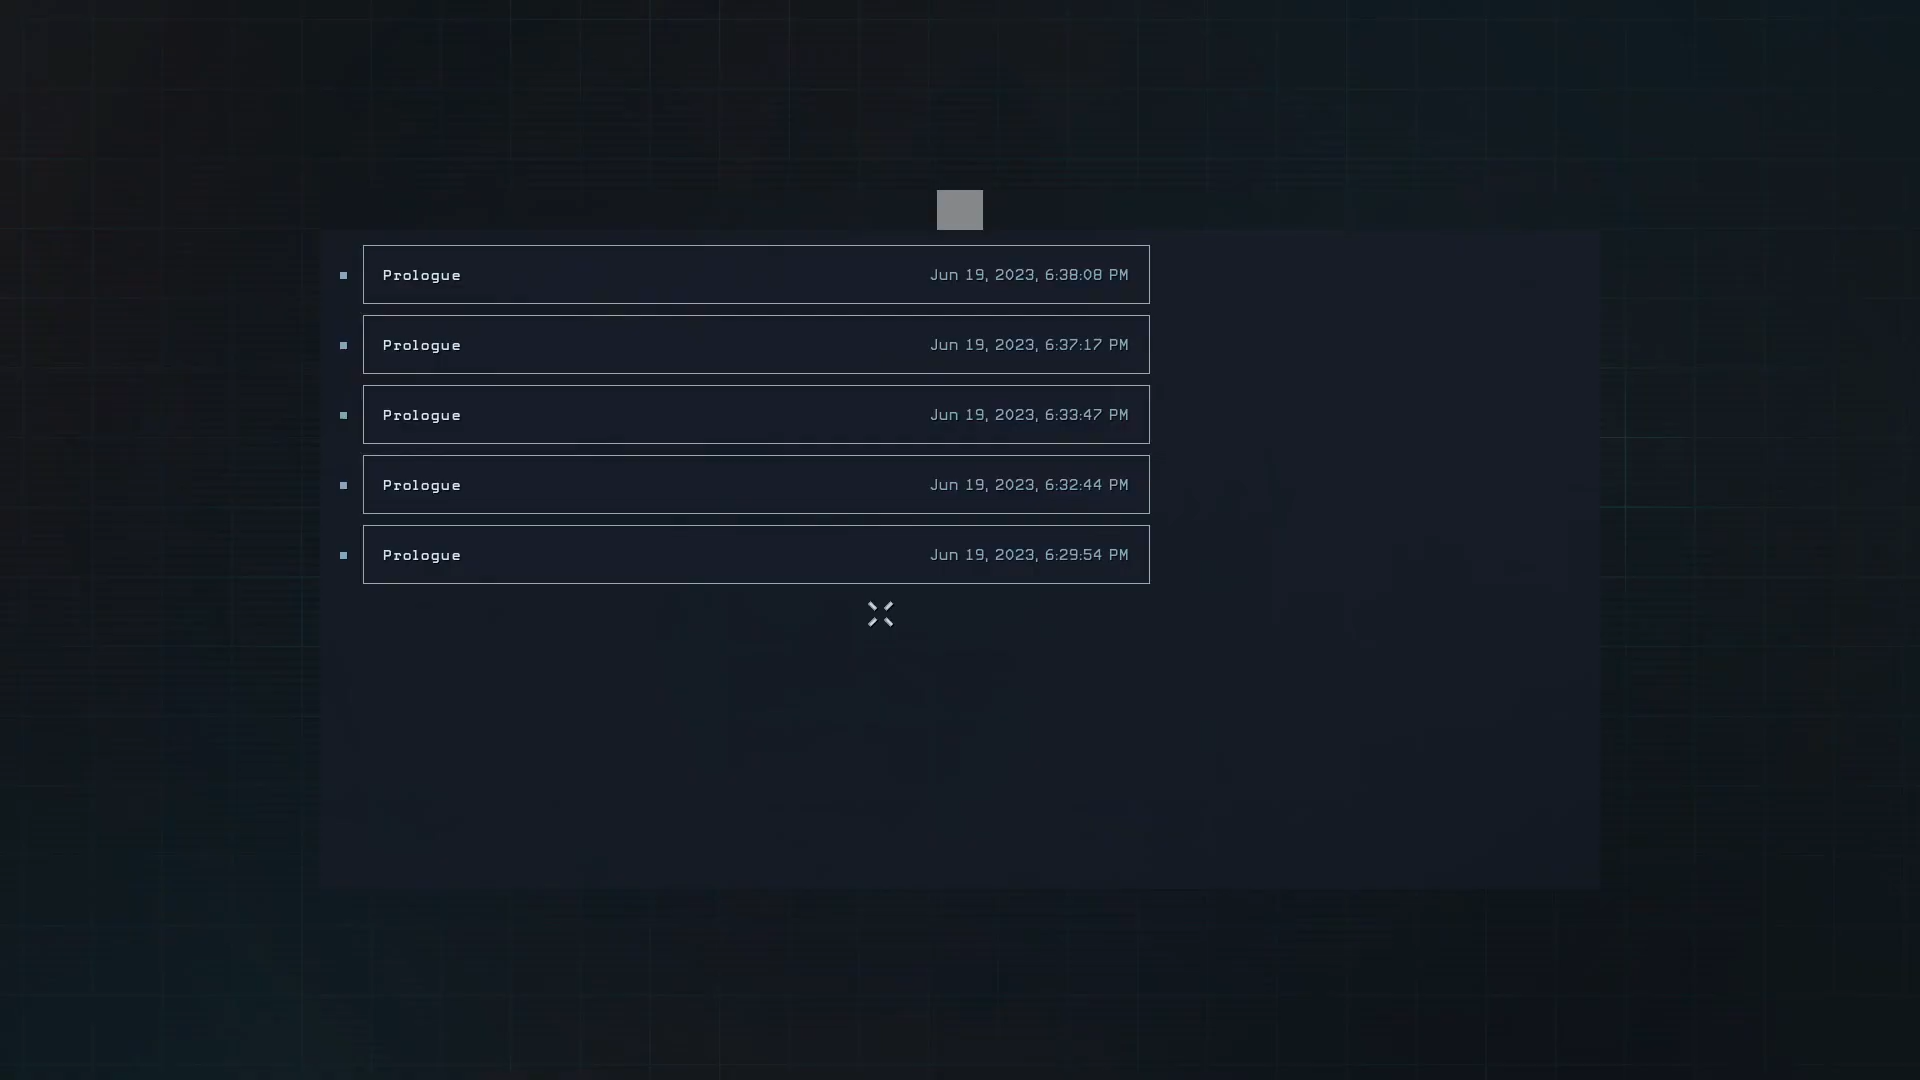 Prologue Jun 19, 2023, 6:38:08 PM
Prologue Jun 19, 2023, 6:37:17 PM
Prologue Jun 19, 2023, 6:33:47 PM
Prologue Jun 19, 2023, 6:32:44 PM
Prologue Jun 19, 2023, 6:29:54 PM